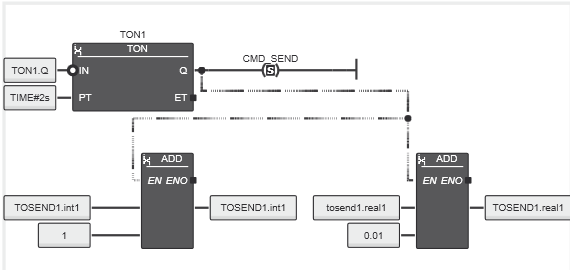 TON1
TON
TON1.Q IN Q CMD_SEND
S
TIME#2s PT ET
ADD ADD
EN ENO EN ENO
TOSEND1.int1 TOSEND1.int1 tosend1.real1 TOSEND1.real1
1 0.01